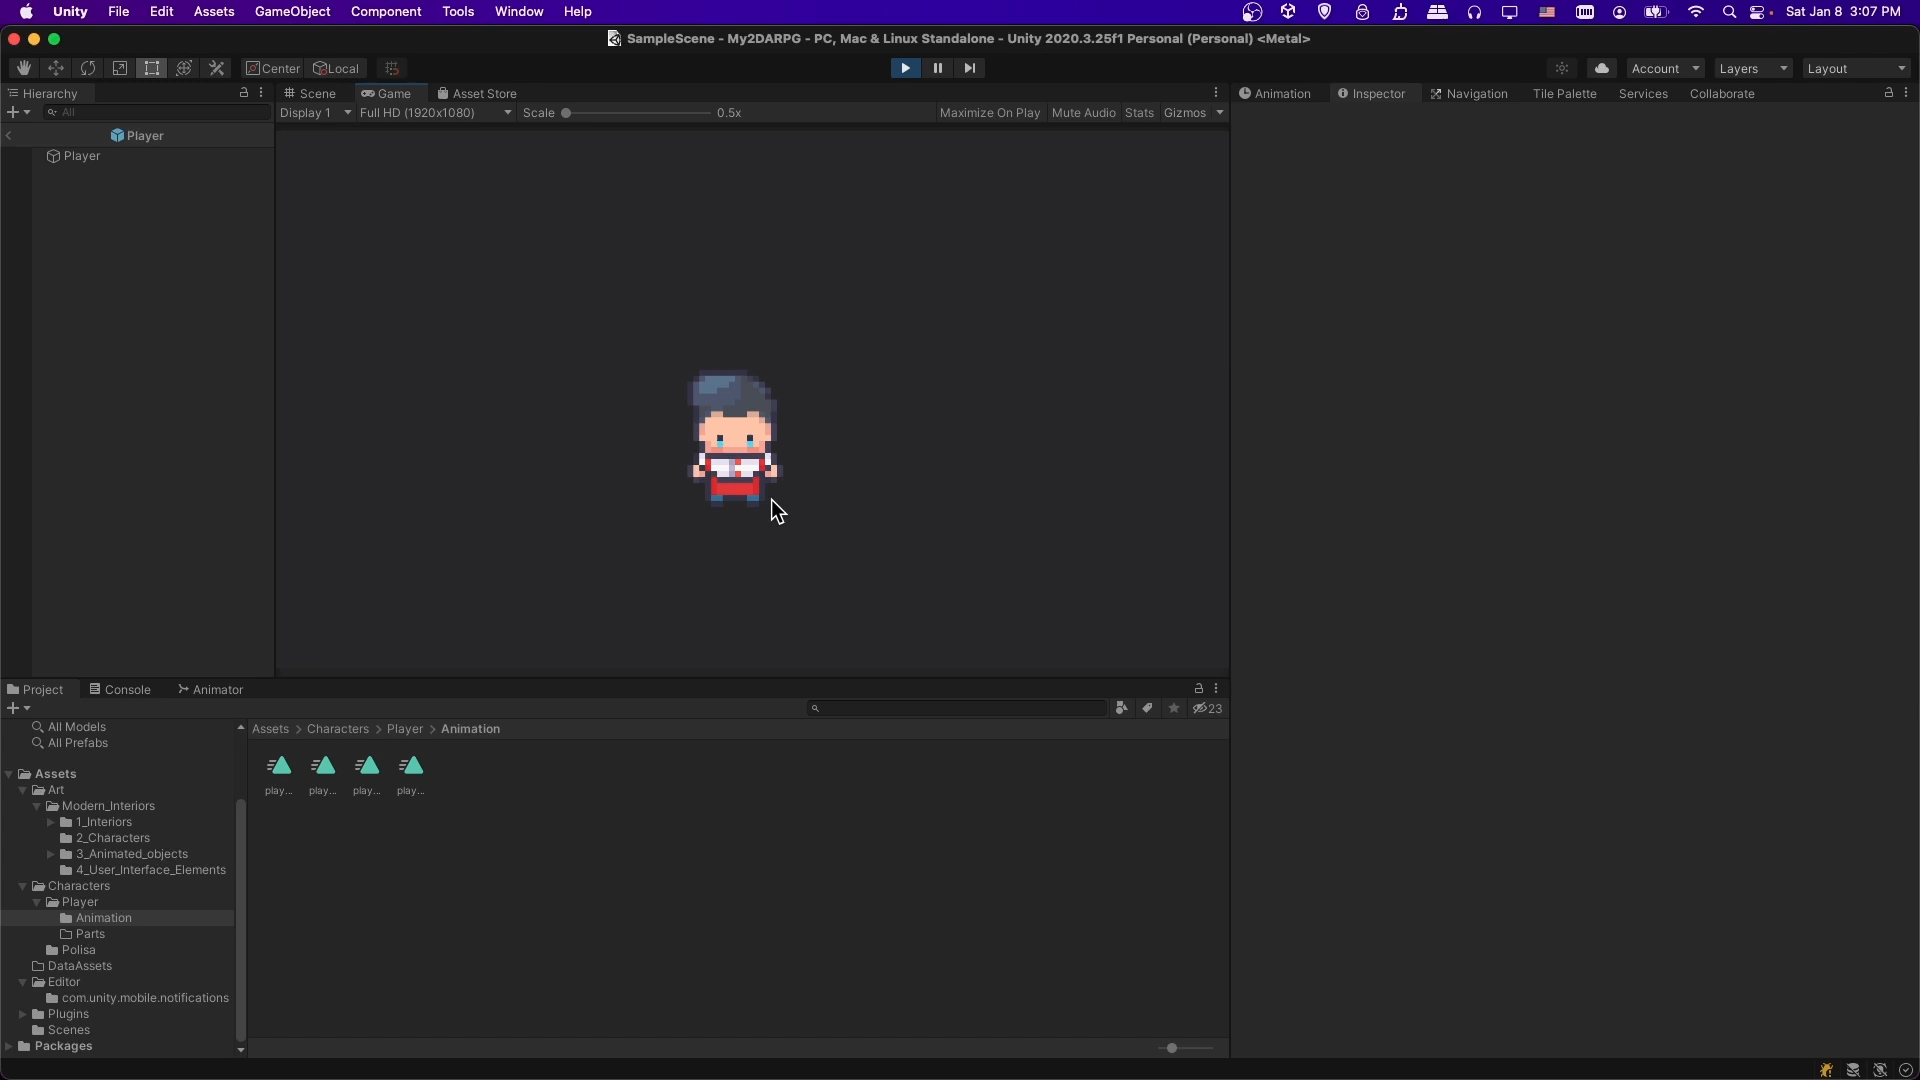 Unity File Edit Assets GameObject Component Tools Window Help Sat Jan 8 3:07 PM
SampleScene - My2DARPG - PC, Mac & Linux Standalone - Unity 2020.3.25f1 Personal (Personal) <Metal>
Center Local Account Layers Layout
Hierarchy Scene Game Asset Store Animation Inspector Navigation Tile Palette Services Collaborate
All Display 1 Full HD (1920x1080) Scale 0.5x Maximize On Play Mute Audio Stats Gizmos
Player
Player
Project Console Animator
23
All Models
Assets > Characters > Player > Animation
All Prefabs
Assets
Art
play... play... play... play...
Modern_Interiors
1_Interiors
2_Characters
3_Animated_objects
4_User_Interface_Elements
Characters
Player
Animation
Parts
Polisa
DataAssets
Editor
com.unity.mobile.notifications
Plugins
Scenes
Packages